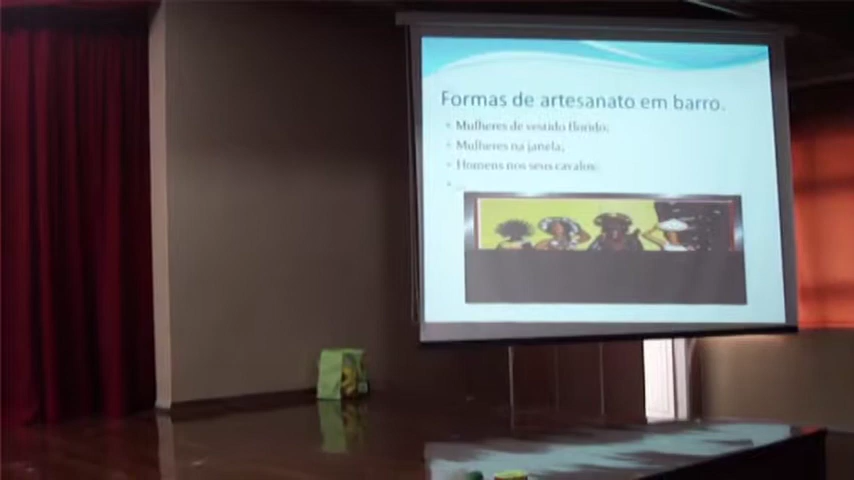 Formas de artesanato em barro.
• Mulheres de vestido florido;
• Mulheres na janela;
• Homens nos seus cavalos;
• ...